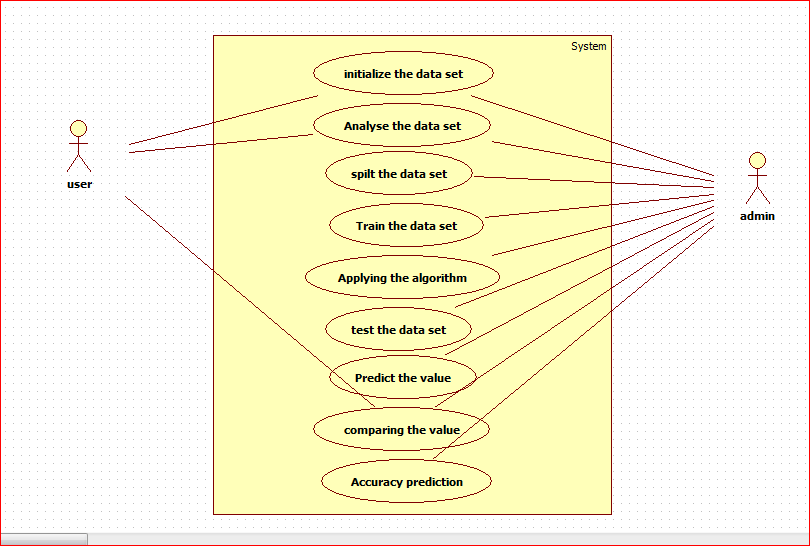 System
initialize the data set
Analyse the data set
spilt the data set
Train the data set
Applying the algorithm
test the data set
Predict the value
comparing the value
Accuracy prediction
user
admin